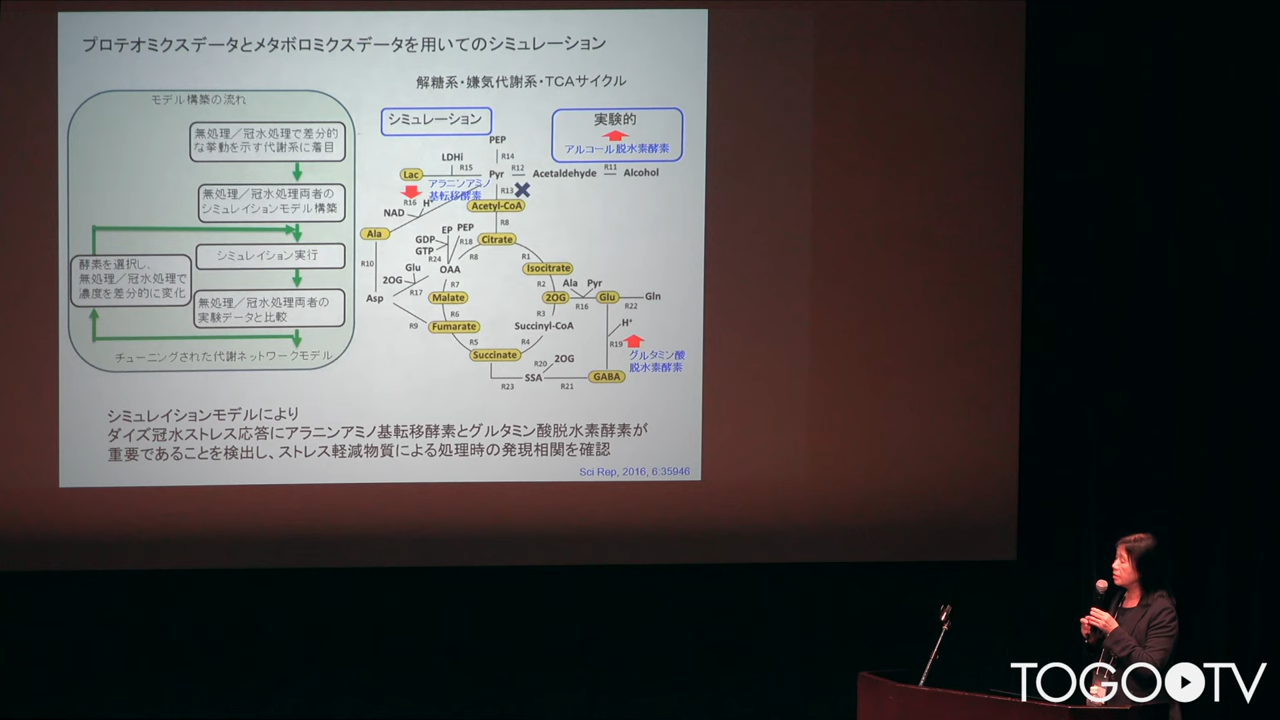 プロテオミクスデータとメタボロミクスデータを用いてのシミュレーション
モデル構築の流れ
無処理／冠水処理で差分的
な挙動を示す代謝系に着目
無処理／冠水処理両者の
シミュレイションモデル構築
シミュレイション実行
酵素を選択し、
無処理／冠水処理で
濃度を差分的に変化
無処理／冠水処理両者の
実験データと比較
チューニングされた代謝ネットワークモデル
解糖系・嫌気代謝系・TCAサイクル
シミュレーション
実験的
アルコール脱水素酵素
PEP
LDHi
R14
R15
R12
R11
Lac
Pyr
Acetaldehyde
Alcohol
アラニンアミノ
基転移酵素
R13
R16
H⁺
NAD
Acetyl-CoA
R8
Ala
EP
PEP
GDP
GTP
R18
R24
R8
Citrate
R1
R10
Glu
2OG
R17
OAA
R7
Isocitrate
R2
Ala
Pyr
Asp
Malate
2OG
R16
Glu
R22
Gln
R6
R3
R9
Fumarate
Succinyl-CoA
H⁺
R5
R4
R19
グルタミン酸
脱水素酵素
Succinate
2OG
R20
SSA
R23
R21
GABA
シミュレイションモデルにより
ダイズ冠水ストレス応答にアラニンアミノ基転移酵素とグルタミン酸脱水素酵素が
重要であることを検出し、ストレス軽減物質による処理時の発現相関を確認
Sci Rep, 2016, 6:35946
TOGO TV